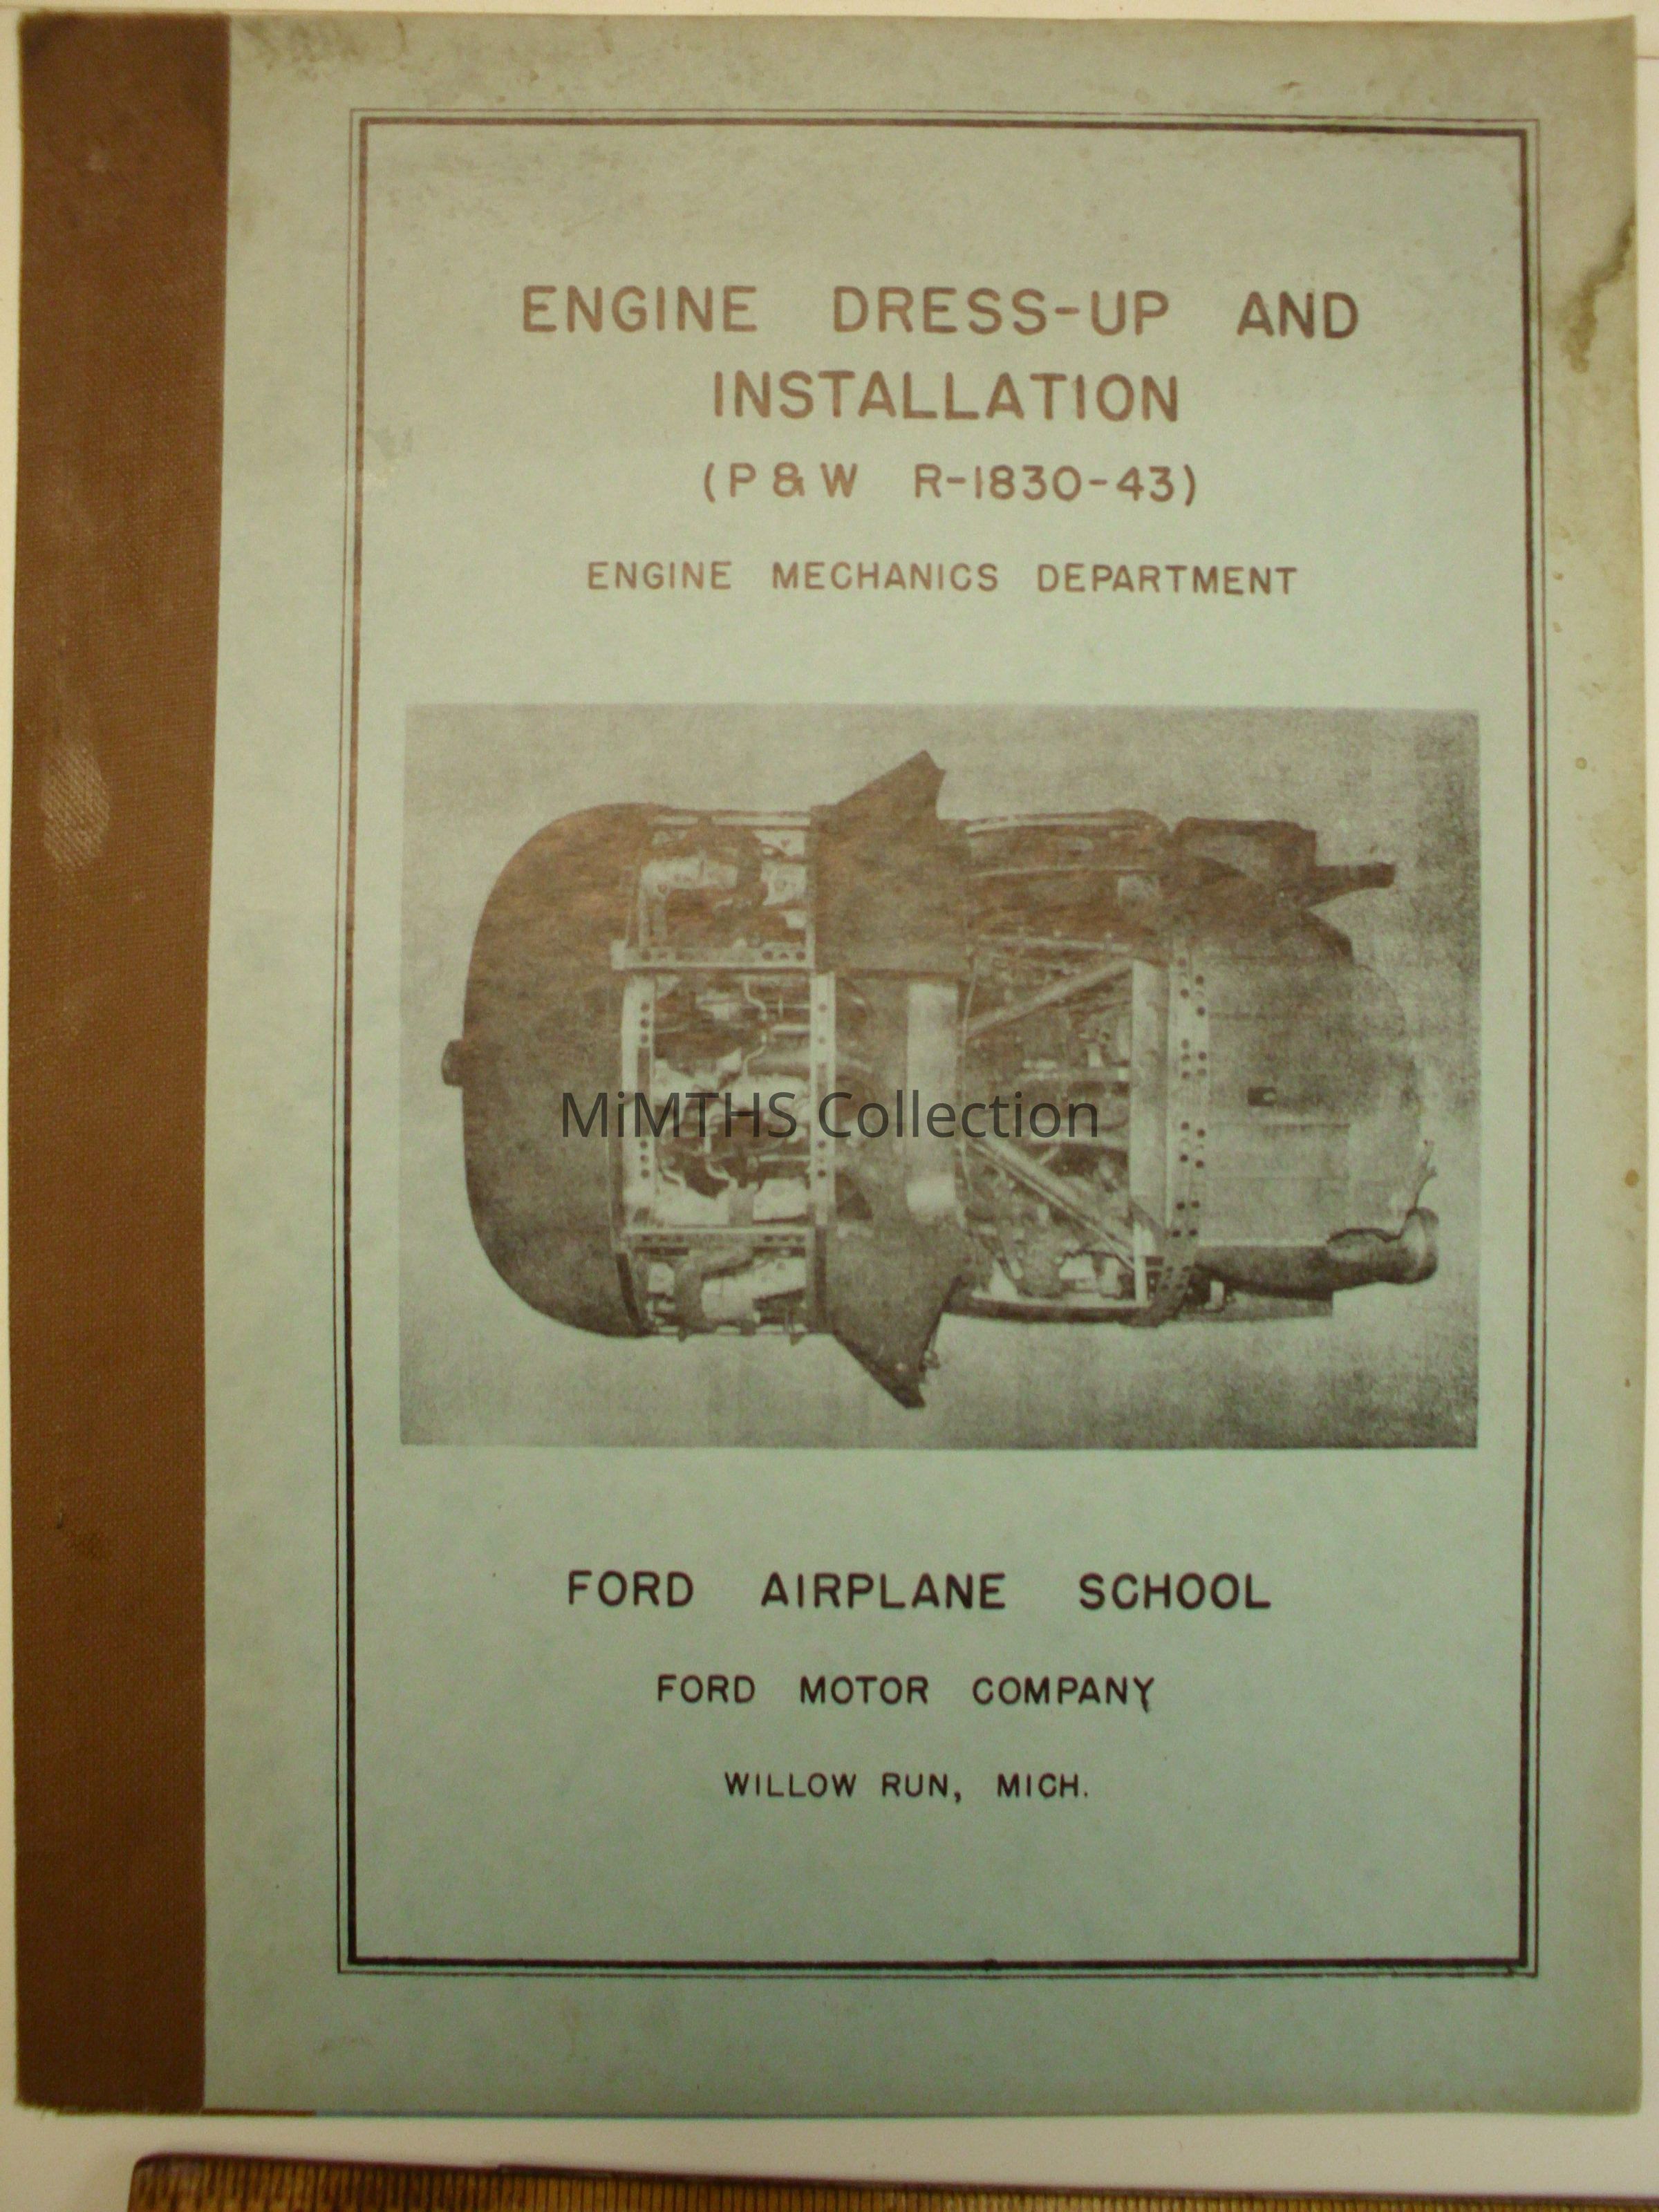 ENGINE DRESS-UP AND
INSTALLATION
(P & W R-1830-43)
ENGINE MECHANICS DEPARTMENT
MiMTHS Collection
FORD AIRPLANE SCHOOL
FORD MOTOR COMPANY
WILLOW RUN, MICH.